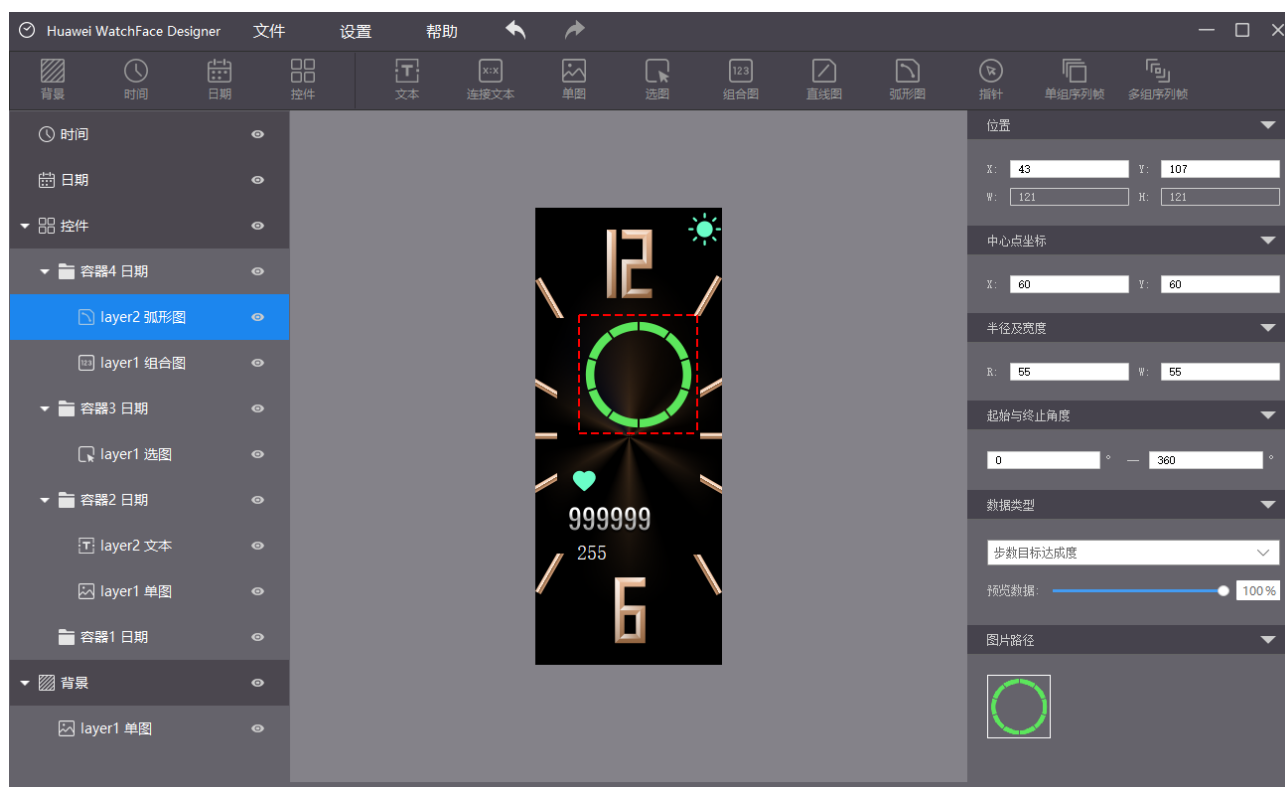 Huawei WatchFace Designer 文件 设置 帮助
背景 时间 日期 控件 文本 连接文本 单图 选图 组合图 直线图 弧形图 指针 单组序列帧 多组序列帧
时间
日期
控件
容器4 日期
layer2 弧形图
layer1 组合图
容器3 日期
layer1 选图
容器2 日期
layer2 文本
layer1 单图
容器1 日期
背景
layer1 单图
12
999999
255
6
位置
X: 43 Y: 107
W: 121 H: 121
中心点坐标
X: 60 Y: 60
半径及宽度
R: 55 W: 55
起始与终止角度
0 ° — 360 °
数据类型
步数目标达成度
预览数据: 100%
图片路径